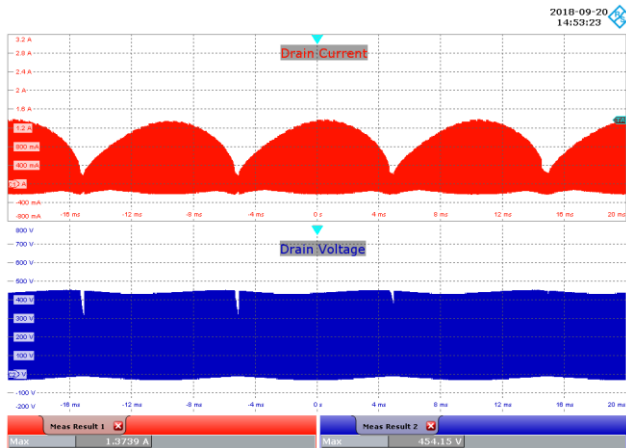 2018-09-20
14:53:23
3.2 A
Drain Current
2.8 A
2.4 A
2 A
1.6 A
1.2 A
800 mA
400 mA
A
-400 mA
-800 mA
-16 ms
-12 ms
-8 ms
-4 ms
0 s
4 ms
8 ms
12 ms
16 ms
20 ms
800 V
Drain Voltage
700 V
600 V
500 V
400 V
300 V
200 V
100 V
V
-100 V
-200 V
-16 ms
-12 ms
-8 ms
-4 ms
0 s
4 ms
8 ms
12 ms
16 ms
20 ms
Meas Result 1
Meas Result 2
Max 1.3739 A
Max 454.15 V